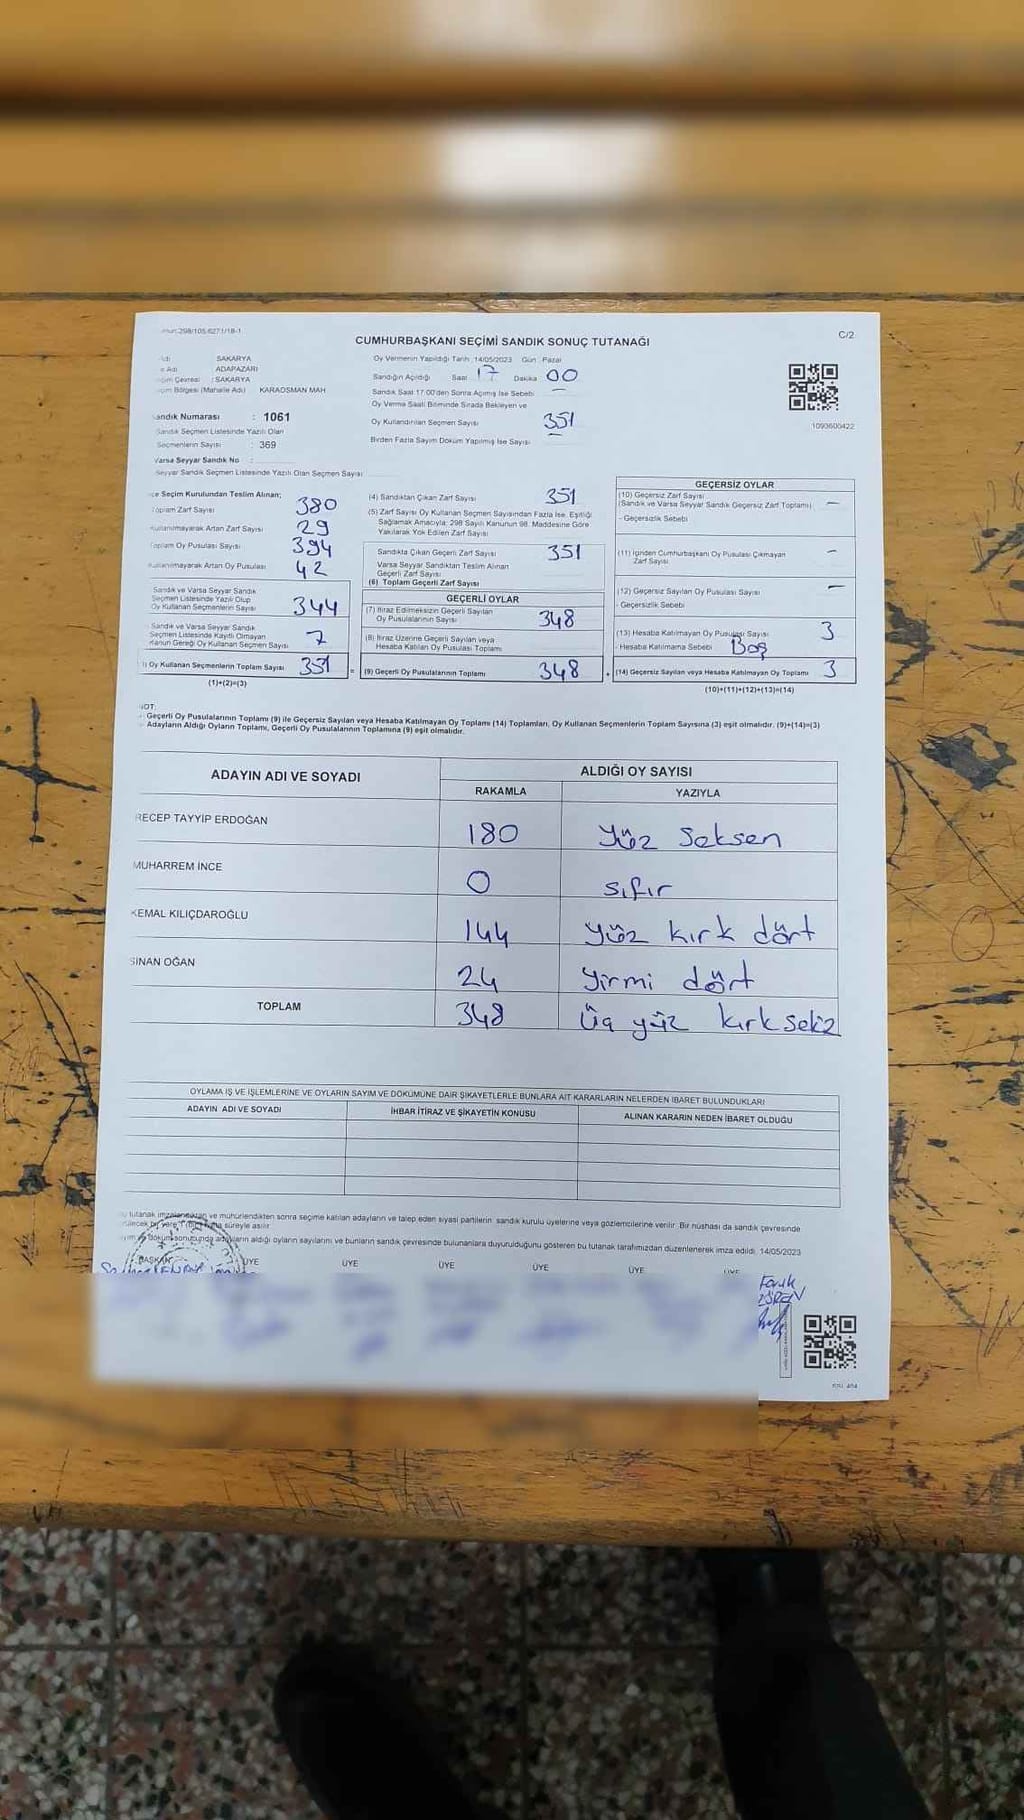 298/105/6271/18-1
C/2
CUMHURBAŞKANI SEÇİMİ SANDIK SONUÇ TUTANAĞI
SAKARYA
Adı ADAPAZARI
Çevresi : SAKARYA
Bölgesi (Mahalle Adı) KARAOSMAN MAH
Sandık Numarası : 1061
Sandık Seçmen Listesinde Yazılı Olan
Seçmenlerin Sayısı : 369
Varsa Seyyar Sandık No :
Seyyar Sandık Seçmen Listesinde Yazılı Olan Seçmen Sayısı
Oy Vermenin Yapıldığı Tarih :14/05/2023 Gün : Pazar
Sandığın Açıldığı Saat 17 Dakika 00
Sandık Saat 17:00'den Sonra Açılmış İse Sebebi —
Oy Verme Saati Bitiminde Sırada Bekleyen ve
Oy Kullandırılan Seçmen Sayısı 351
Birden Fazla Sayım Döküm Yapılmış İse Sayısı —
1093600422
Seçim Kurulundan Teslim Alınan;
Toplam Zarf Sayısı 380
Kullanılmayarak Artan Zarf Sayısı 29
Toplam Oy Pusulası Sayısı 394
Kullanılmayarak Artan Oy Pusulası 42
Sandık ve Varsa Seyyar Sandık
Seçmen Listesinde Yazılı Olup
Oy Kullanan Seçmenlerin Sayısı 344
Sandık ve Varsa Seyyar Sandık
Seçmen Listesinde Kayıtlı Olmayan
Kanun Gereği Oy Kullanan Seçmen Sayısı 7
Oy Kullanan Seçmenlerin Toplam Sayısı 351 =
(1)+(2)=(3)
(4) Sandıktan Çıkan Zarf Sayısı 351
(5) Zarf Sayısı Oy Kullanan Seçmen Sayısından Fazla İse, Eşitliği
Sağlamak Amacıyla; 298 Sayılı Kanunun 98. Maddesine Göre
Yakılarak Yok Edilen Zarf Sayısı
Sandıkta Çıkan Geçerli Zarf Sayısı 351
Varsa Seyyar Sandıktan Teslim Alınan
Geçerli Zarf Sayısı
(6) Toplam Geçerli Zarf Sayısı
GEÇERLİ OYLAR
(7) İtiraz Edilmeksizin Geçerli Sayılan
Oy Pusulalarının Sayısı 348
(8) İtiraz Üzerine Geçerli Sayılan veya
Hesaba Katılan Oy Pusulası Toplamı
(9) Geçerli Oy Pusulalarının Toplamı 348 +
GEÇERSİZ OYLAR
(10) Geçersiz Zarf Sayısı
(Sandık ve Varsa Seyyar Sandık Geçersiz Zarf Toplamı) —
- Geçersizlik Sebebi
(11) İçinden Cumhurbaşkanı Oy Pusulası Çıkmayan —
Zarf Sayısı
(12) Geçersiz Sayılan Oy Pusulası Sayısı —
- Geçersizlik Sebebi
(13) Hesaba Katılmayan Oy Pusulası Sayısı 3
- Hesaba Katılmama Sebebi Boş
(14) Geçersiz Sayılan veya Hesaba Katılmayan Oy Toplamı 3
(10)+(11)+(12)+(13)=(14)
NOT:
Geçerli Oy Pusulalarının Toplamı (9) ile Geçersiz Sayılan veya Hesaba Katılmayan Oy Toplamı (14) Toplamları, Oy Kullanan Seçmenlerin Toplam Sayısına (3) eşit olmalıdır. (9)+(14)=(3)
Adayların Aldığı Oyların Toplamı, Geçerli Oy Pusulalarının Toplamına (9) eşit olmalıdır.
ADAYIN ADI VE SOYADI ALDIĞI OY SAYISI
RAKAMLA YAZIYLA
RECEP TAYYİP ERDOĞAN 180 Yüz Seksen
MUHARREM İNCE 0 sıfır
KEMAL KILIÇDAROĞLU 144 yüz kırk dört
SİNAN OĞAN 24 yirmi dört
TOPLAM 348 üç yüz kırk sekiz
OYLAMA İŞ VE İŞLEMLERİNE VE OYLARIN SAYIM VE DÖKÜMÜNE DAİR ŞİKAYETLERLE BUNLARA AİT KARARLARIN NELERDEN İBARET BULUNDUKLARI
ADAYIN ADI VE SOYADI İHBAR İTİRAZ VE ŞİKAYETİN KONUSU ALINAN KARARIN NEDEN İBARET OLDUĞU
tutanak imzalandıktan ve mühürlendikten sonra seçime katılan adayların ve talep eden siyasi partilerin sandık kurulu üyelerine veya gözlemcilerine verilir. Bir nüshası da sandık çevresinde
süreyle asılır
adayların aldığı oyların sayılarını ve bunların sandık çevresinde bulunanlara duyurulduğunu gösteren bu tutanak tarafımızdan düzenlenerek imza edildi. 14/05/2023
BAŞKAN ÜYE ÜYE ÜYE ÜYE ÜYE ÜYE
Faruk